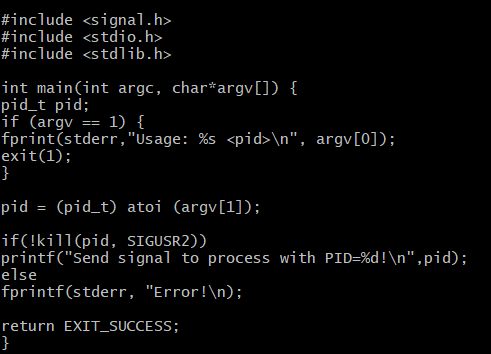 #include <signal.h>
#include <stdio.h>
#include <stdlib.h>
int main(int argc, char*argv[]) {
pid_t pid;
if (argv == 1) {
fprint(stderr,"Usage: %s <pid>\n", argv[0]);
exit(1);
}
pid = (pid_t) atoi (argv[1]);
if(!kill(pid, SIGUSR2))
printf("Send signal to process with PID=%d!\n",pid);
else
fprintf(stderr, "Error!\n);
return EXIT_SUCCESS;
}